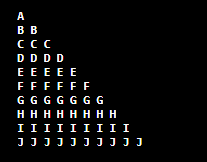 A
B B
C C C
D D D D
E E E E E
F F F F F F
G G G G G G G
H H H H H H H H
I I I I I I I I I
J J J J J J J J J J